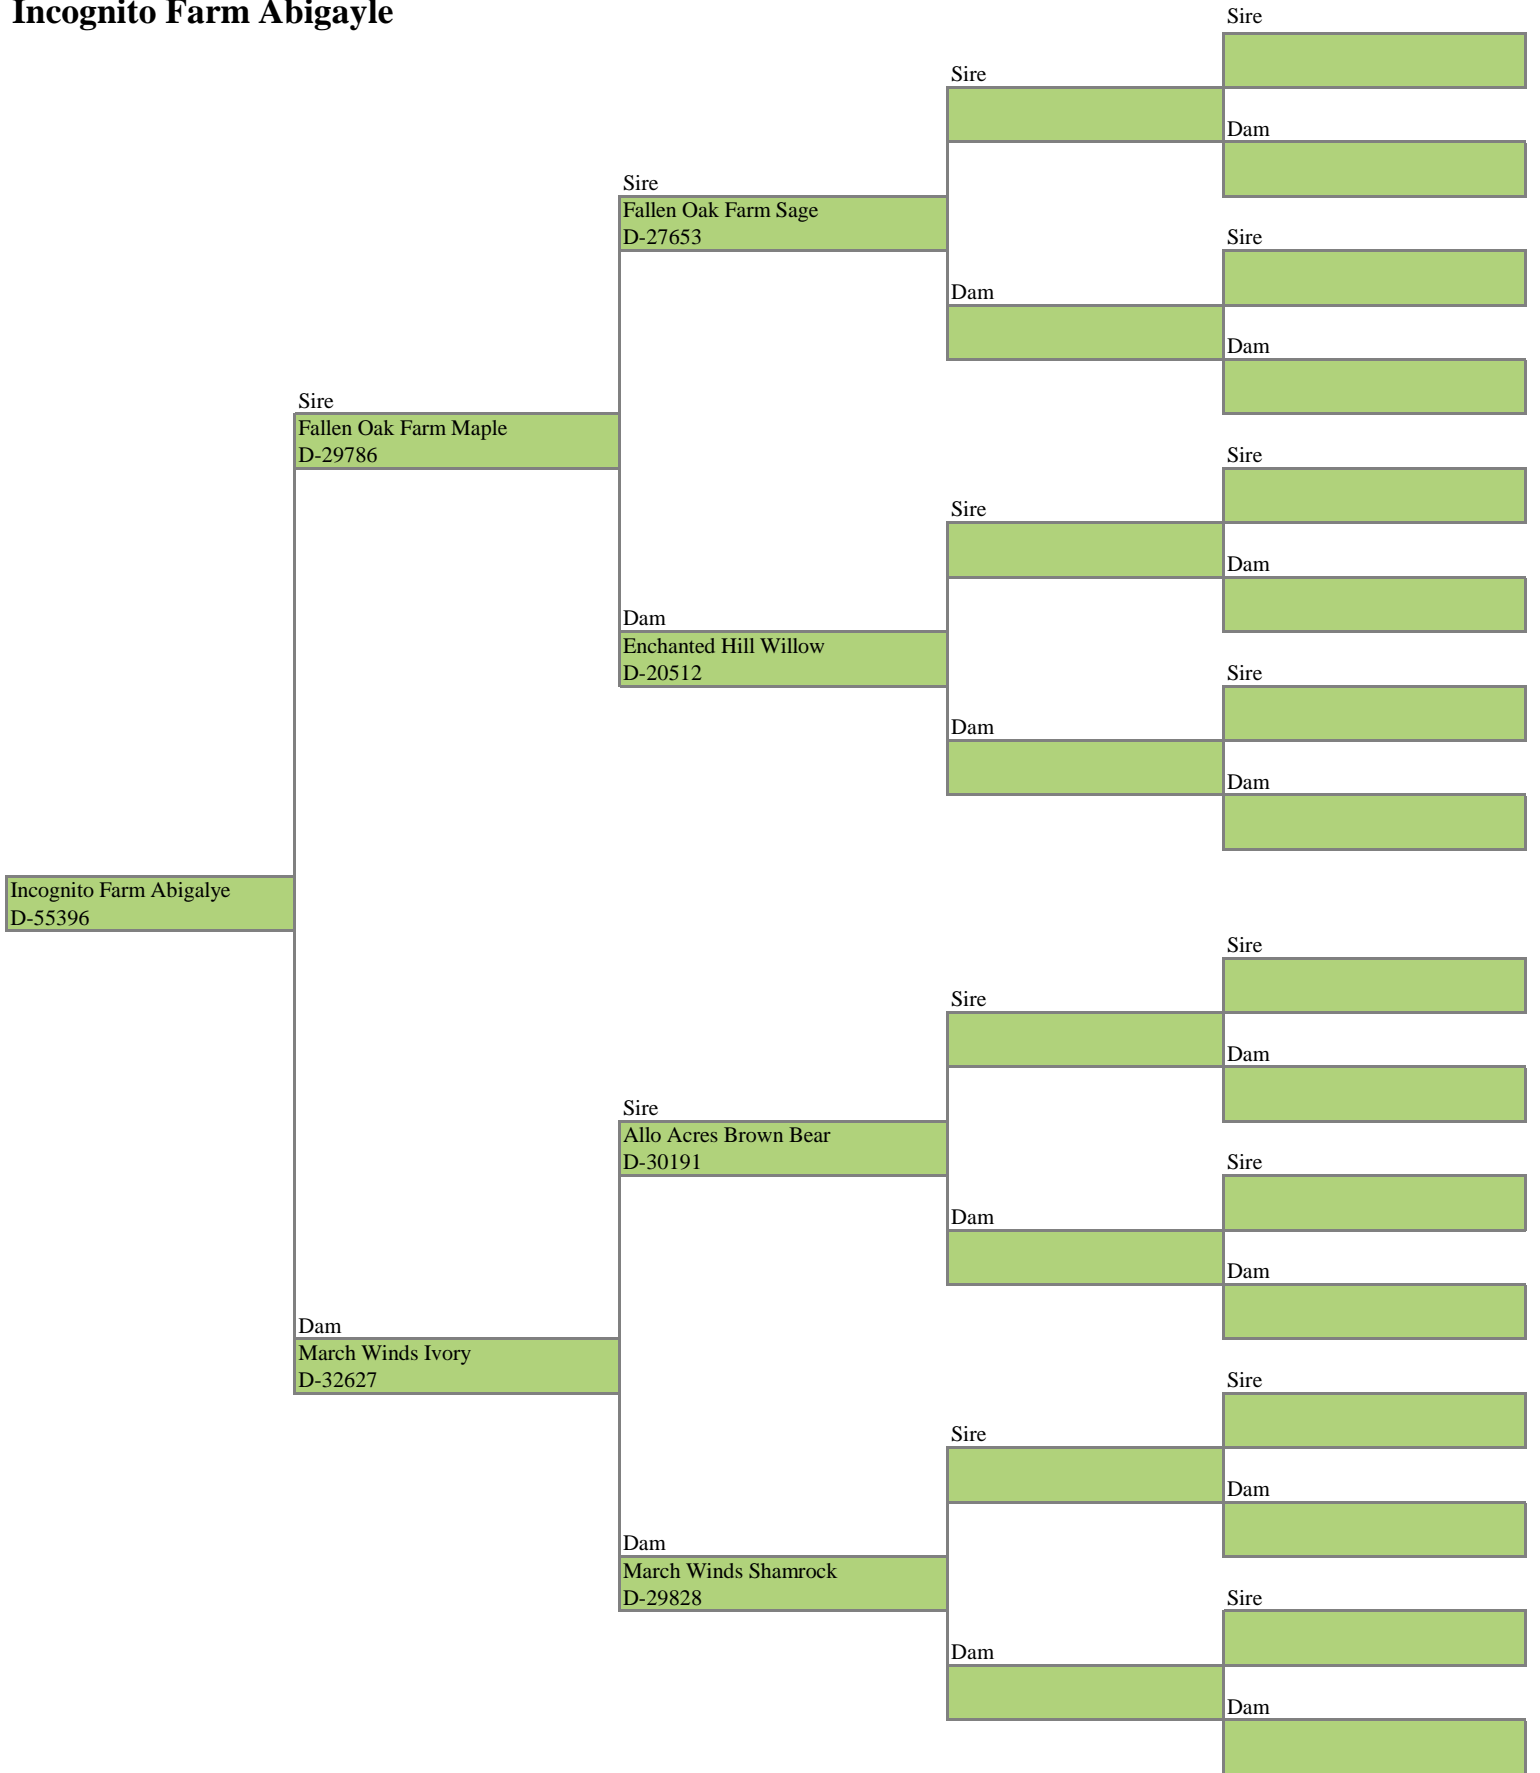 Incognito Farm Abigayle
Sire
Sire
Dam
Sire
Fallen Oak Farm Sage
D-27653
Sire
Dam
Dam
Sire
Fallen Oak Farm Maple
D-29786
Sire
Sire
Dam
Dam
Enchanted Hill Willow
D-20512
Sire
Dam
Dam
Incognito Farm Abigalye
D-55396
Sire
Sire
Dam
Sire
Allo Acres Brown Bear
D-30191
Sire
Dam
Dam
Dam
March Winds Ivory
D-32627
Sire
Sire
Dam
Dam
March Winds Shamrock
D-29828
Sire
Dam
Dam